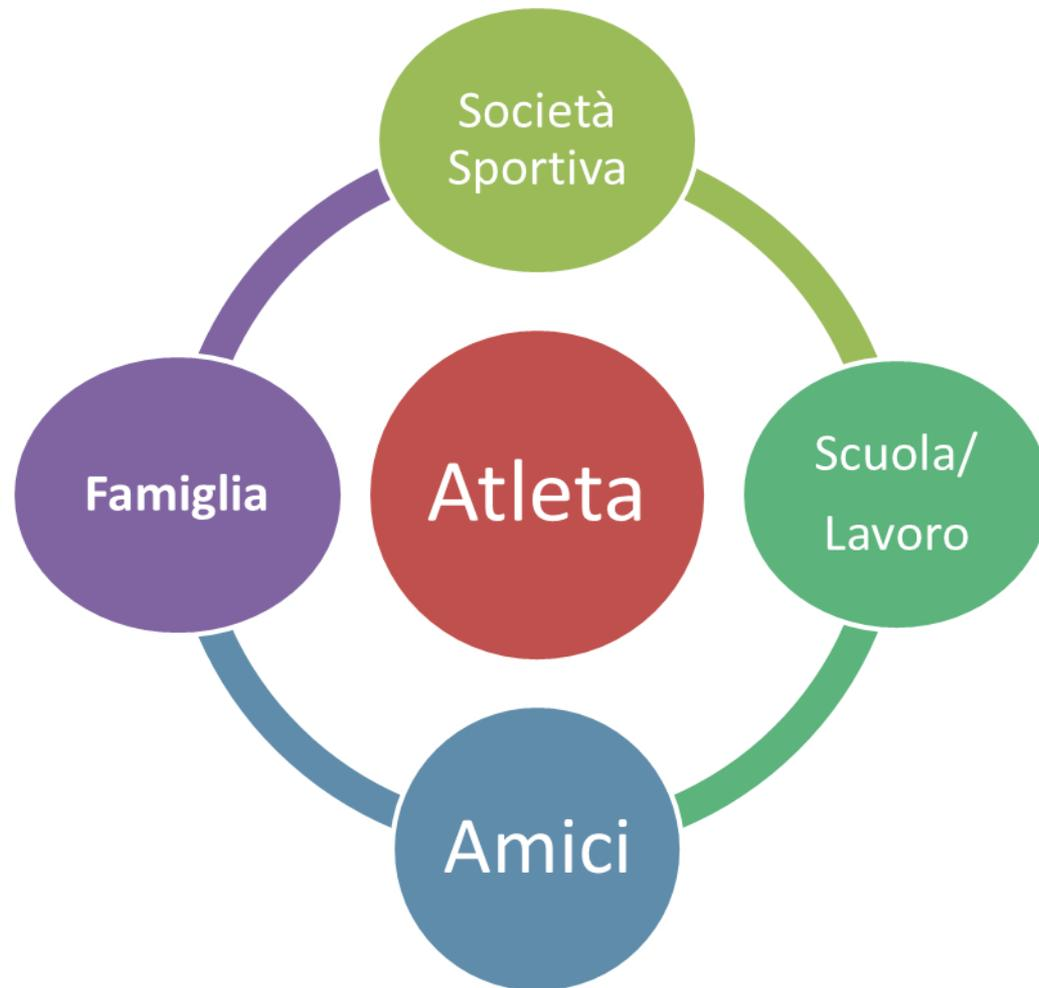 Società
Sportiva
Famiglia
Atleta
Scuola/
Lavoro
Amici